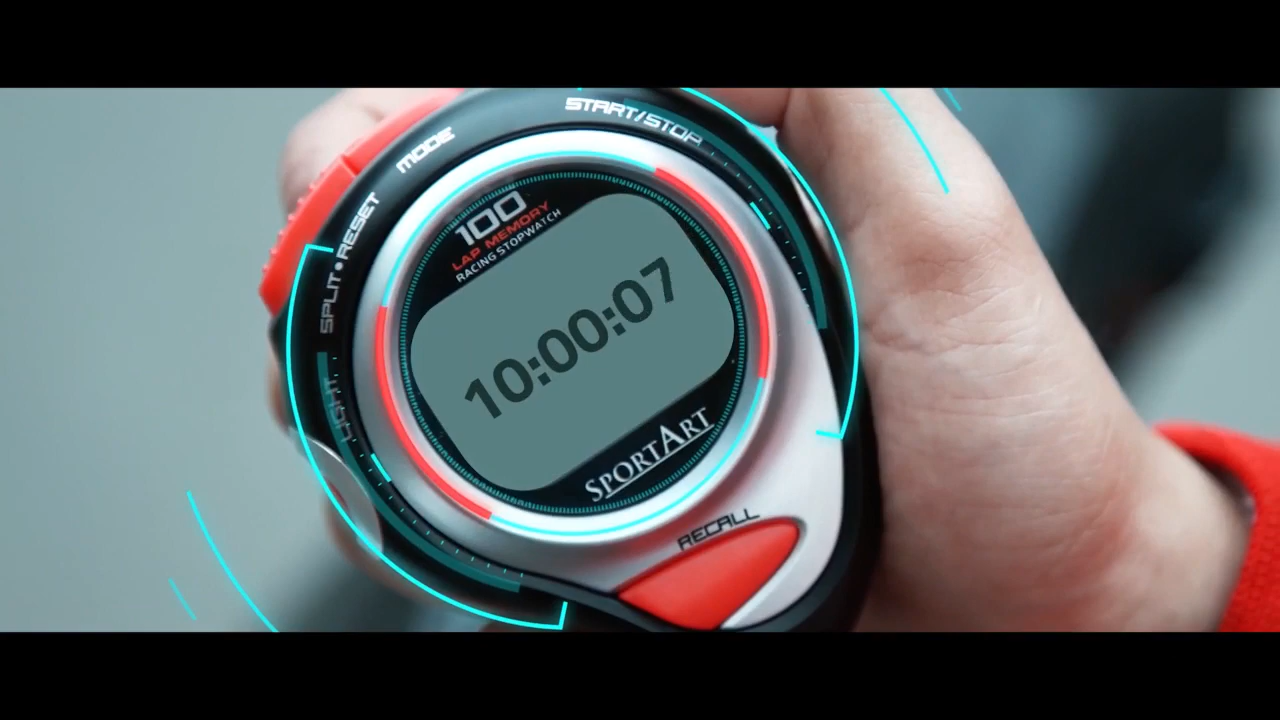 START/STOP
MODE
SPLIT•RESET
LIGHT
100
LAP MEMORY
RACING STOPWATCH
10:00:07
SPORTART
RECALL